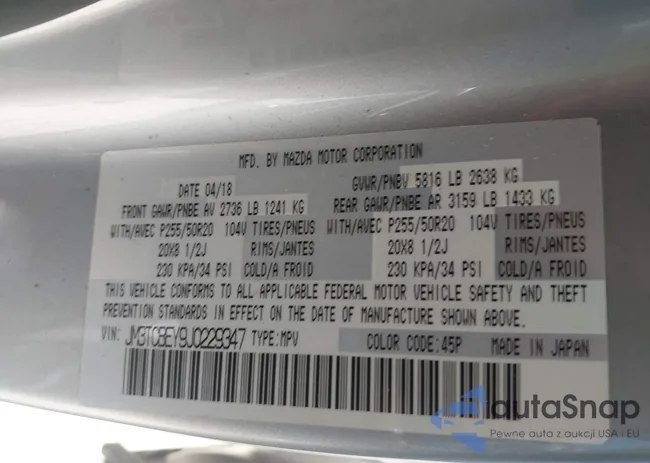 MFD. BY MAZDA MOTOR CORPORATION
DATE 04/18 GVWR/PNBV 5816 LB 2638 KG
FRONT GAWR/PNBE AV 2736 LB 1241 KG REAR GAWR/PNBE AR 3159 LB 1433 KG
WITH/AVEC P255/50R20 104V TIRES/PNEUS WITH/AVEC P255/50R20 104V TIRES/PNEUS
20X8 1/2J RIMS/JANTES 20X8 1/2J RIMS/JANTES
230 KPA/34 PSI COLD/A FROID 230 KPA/34 PSI COLD/A FROID
THIS VEHICLE CONFORMS TO ALL APPLICABLE FEDERAL MOTOR VEHICLE SAFETY AND THEFT
PREVENTION STANDARDS IN EFFECT ON THE DATE OF MANUFACTURE SHOWN ABOVE.
VIN: JM3TCBEY9J0229347 TYPE:MPV COLOR CODE:45P MADE IN JAPAN
autaSnap
Pewne auta z aukcji USA i EU